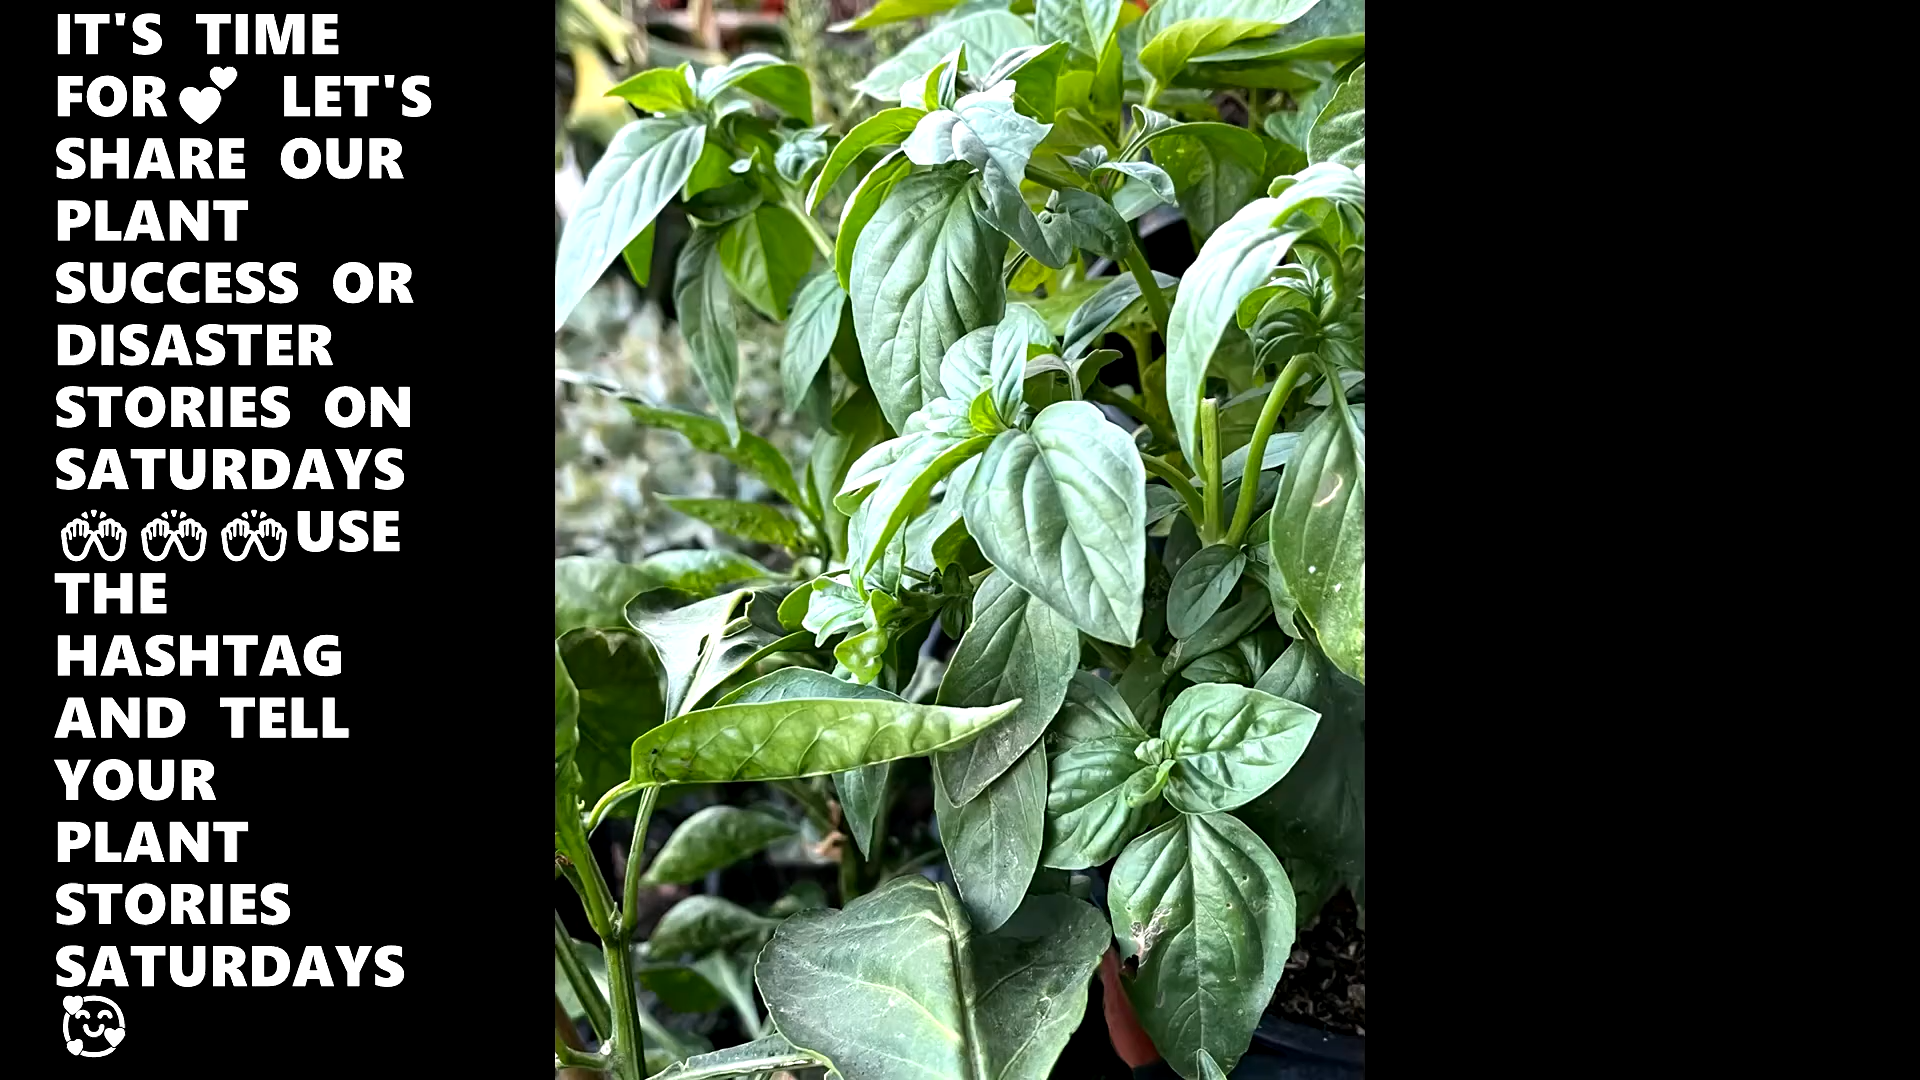 IT'S TIME
FOR💕 LET'S
SHARE OUR
PLANT
SUCCESS OR
DISASTER
STORIES ON
SATURDAYS
👐👐👐USE
THE
HASHTAG
AND TELL
YOUR
PLANT
STORIES
SATURDAYS
🥰